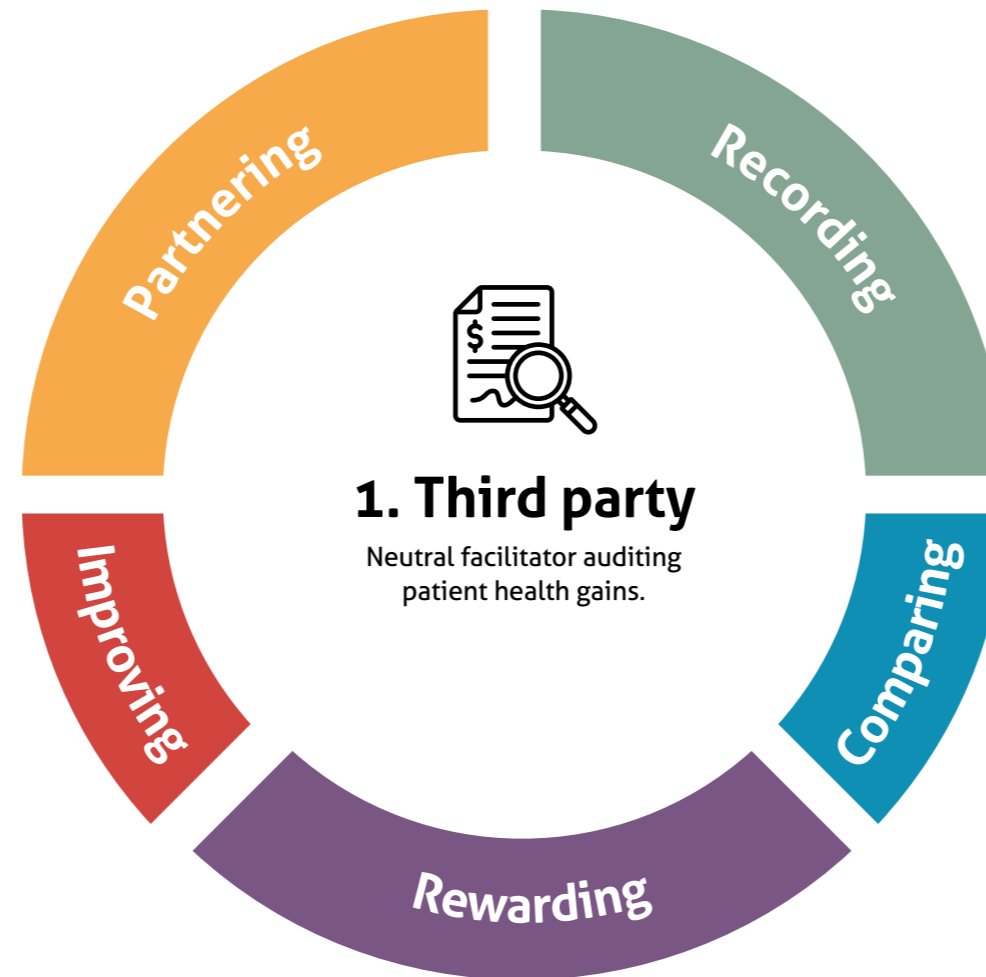 Partnering
Recording
$
1. Third party
Neutral facilitator auditing
patient health gains.
Improving
Comparing
Rewarding